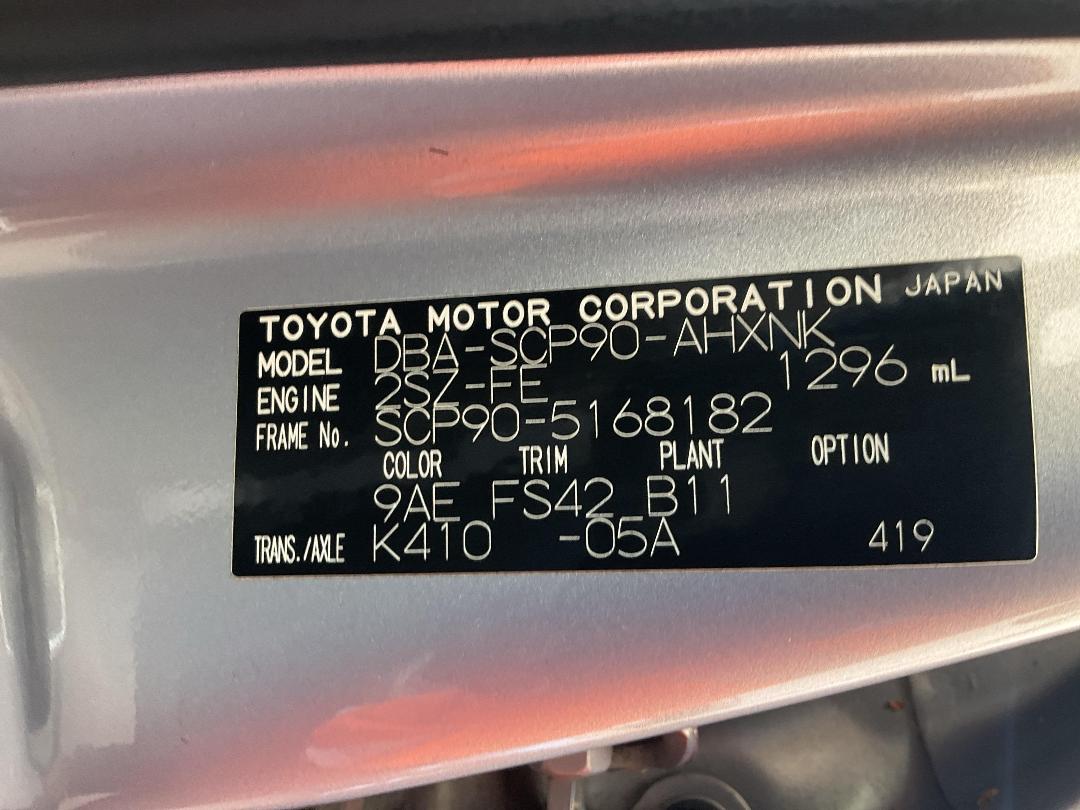 TOYOTA MOTOR CORPORATION JAPAN
MODEL DBA-SCP90-AHXNK
ENGINE 2SZ-FE 1296 mL
FRAME No. SCP90-5168182
COLOR TRIM PLANT OPTION
9AE FS42 B11
TRANS./AXLE K410 -05A 419